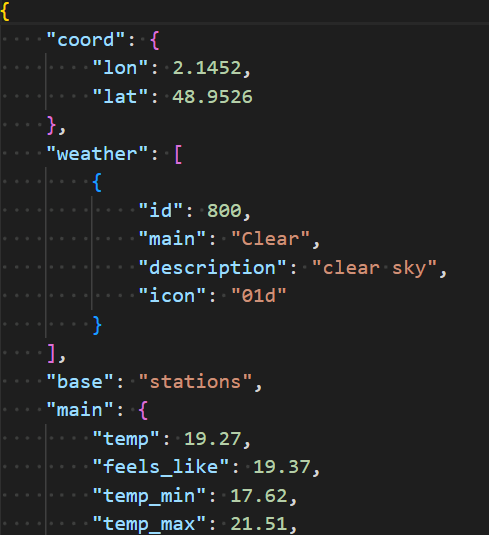 {
    "coord": {
        "lon": 2.1452,
        "lat": 48.9526
    },
    "weather": [
        {
            "id": 800,
            "main": "Clear",
            "description": "clear sky",
            "icon": "01d"
        }
    ],
    "base": "stations",
    "main": {
        "temp": 19.27,
        "feels_like": 19.37,
        "temp_min": 17.62,
        "temp_max": 21.51,